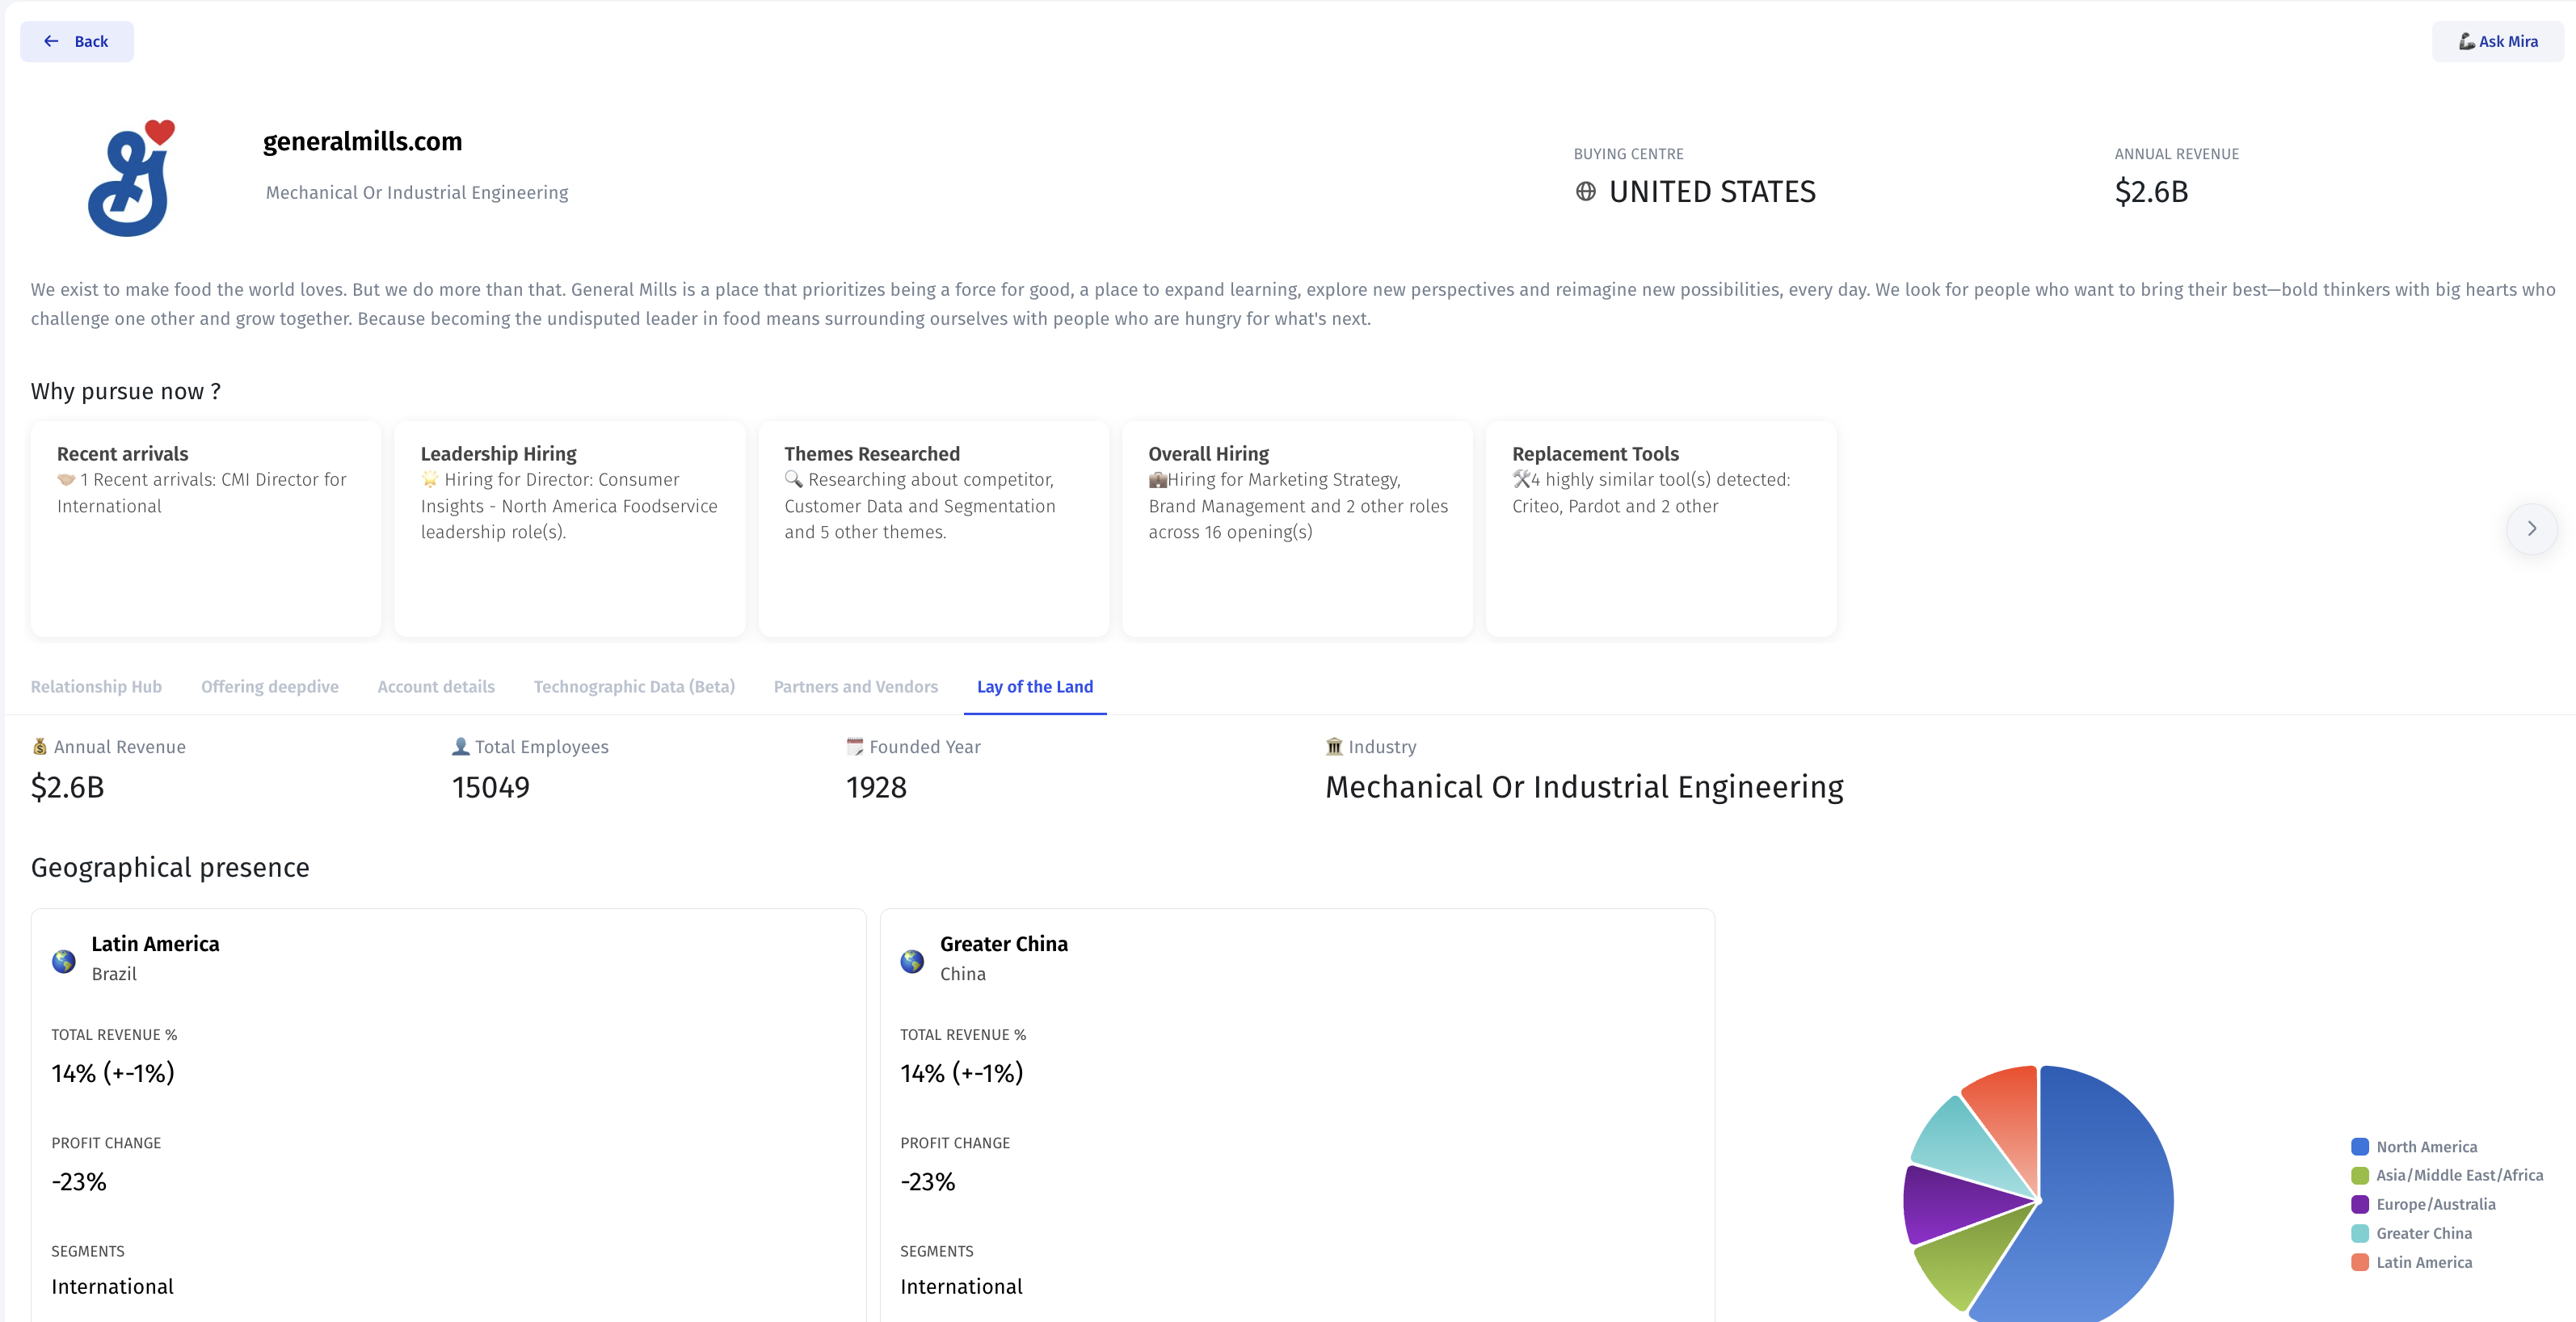 Back
Ask Mira
generalmills.com
Mechanical Or Industrial Engineering
BUYING CENTRE
UNITED STATES
ANNUAL REVENUE
$2.6B
We exist to make food the world loves. But we do more than that. General Mills is a place that prioritizes being a force for good, a place to expand learning, explore new perspectives and reimagine new possibilities, every day. We look for people who want to bring their best—bold thinkers with big hearts who
challenge one other and grow together. Because becoming the undisputed leader in food means surrounding ourselves with people who are hungry for what's next.
Why pursue now ?
Recent arrivals
1 Recent arrivals: CMI Director for
International
Leadership Hiring
Hiring for Director: Consumer
Insights - North America Foodservice
leadership role(s).
Themes Researched
Researching about competitor,
Customer Data and Segmentation
and 5 other themes.
Overall Hiring
Hiring for Marketing Strategy,
Brand Management and 2 other roles
across 16 opening(s)
Replacement Tools
4 highly similar tool(s) detected:
Criteo, Pardot and 2 other
Relationship Hub
Offering deepdive
Account details
Technographic Data (Beta)
Partners and Vendors
Lay of the Land
Annual Revenue
$2.6B
Total Employees
15049
Founded Year
1928
Industry
Mechanical Or Industrial Engineering
Geographical presence
Latin America
Brazil
TOTAL REVENUE %
14% (+-1%)
PROFIT CHANGE
-23%
SEGMENTS
International
Greater China
China
TOTAL REVENUE %
14% (+-1%)
PROFIT CHANGE
-23%
SEGMENTS
International
North America
Asia/Middle East/Africa
Europe/Australia
Greater China
Latin America